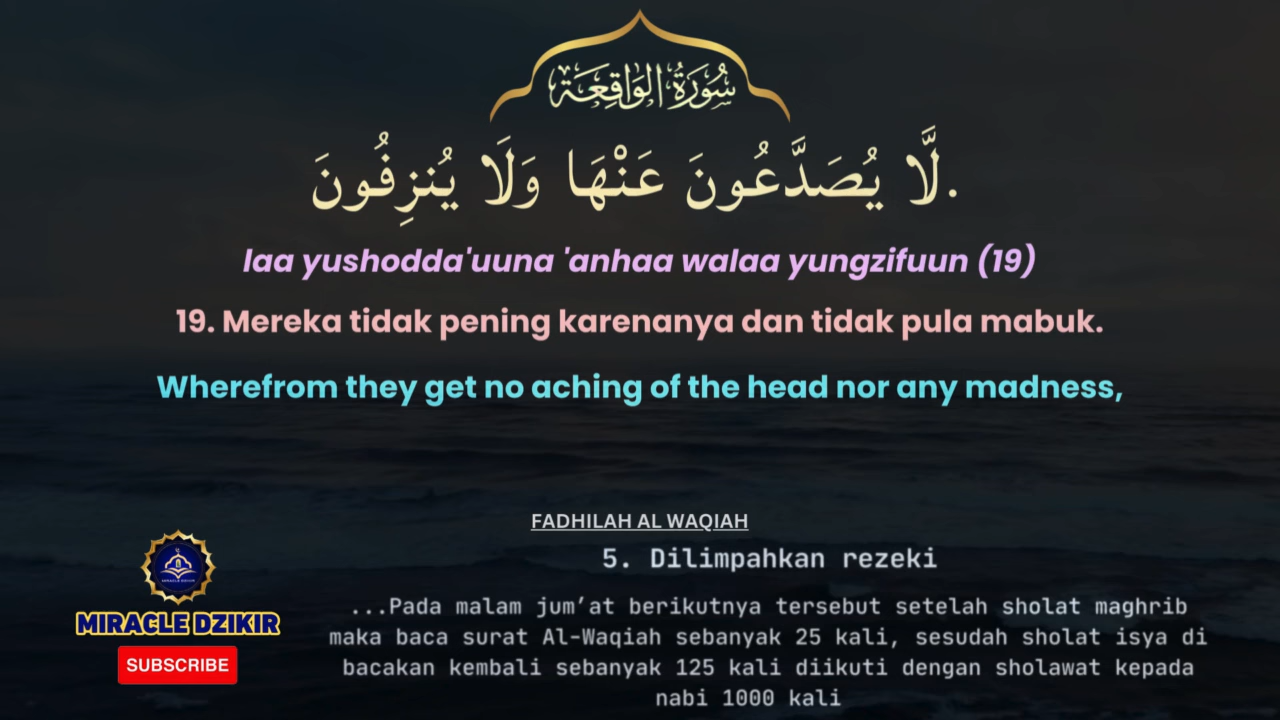 سُورَةُ الوَاقِعَة
لَّا يُصَدَّعُونَ عَنْهَا وَلَا يُنزِفُونَ.
laa yushodda'uuna 'anhaa walaa yungzifuun (19)
19. Mereka tidak pening karenanya dan tidak pula mabuk.
Wherefrom they get no aching of the head nor any madness,
FADHILAH AL WAQIAH
5. Dilimpahkan rezeki
...Pada malam jum’at berikutnya tersebut setelah sholat maghrib
maka baca surat Al-Waqiah sebanyak 25 kali, sesudah sholat isya di
bacakan kembali sebanyak 125 kali diikuti dengan sholawat kepada
nabi 1000 kali
MIRACLE DZIKIR
MIRACLE DZIKIR
SUBSCRIBE